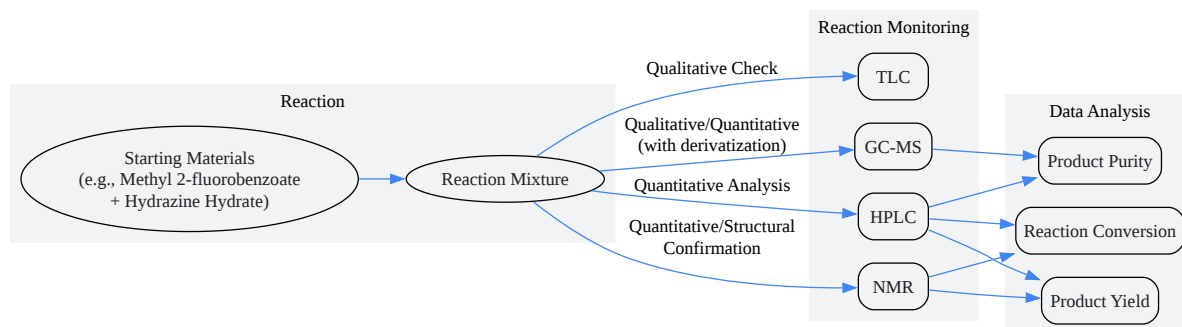 Reaction
Starting Materials
(e.g., Methyl 2-fluorobenzoate
+ Hydrazine Hydrate)
Reaction Mixture
Qualitative Check
Qualitative/Quantitative
(with derivatization)
Quantitative Analysis
Quantitative/Structural
Confirmation
Reaction Monitoring
TLC
GC-MS
HPLC
NMR
Data Analysis
Product Purity
Reaction Conversion
Product Yield